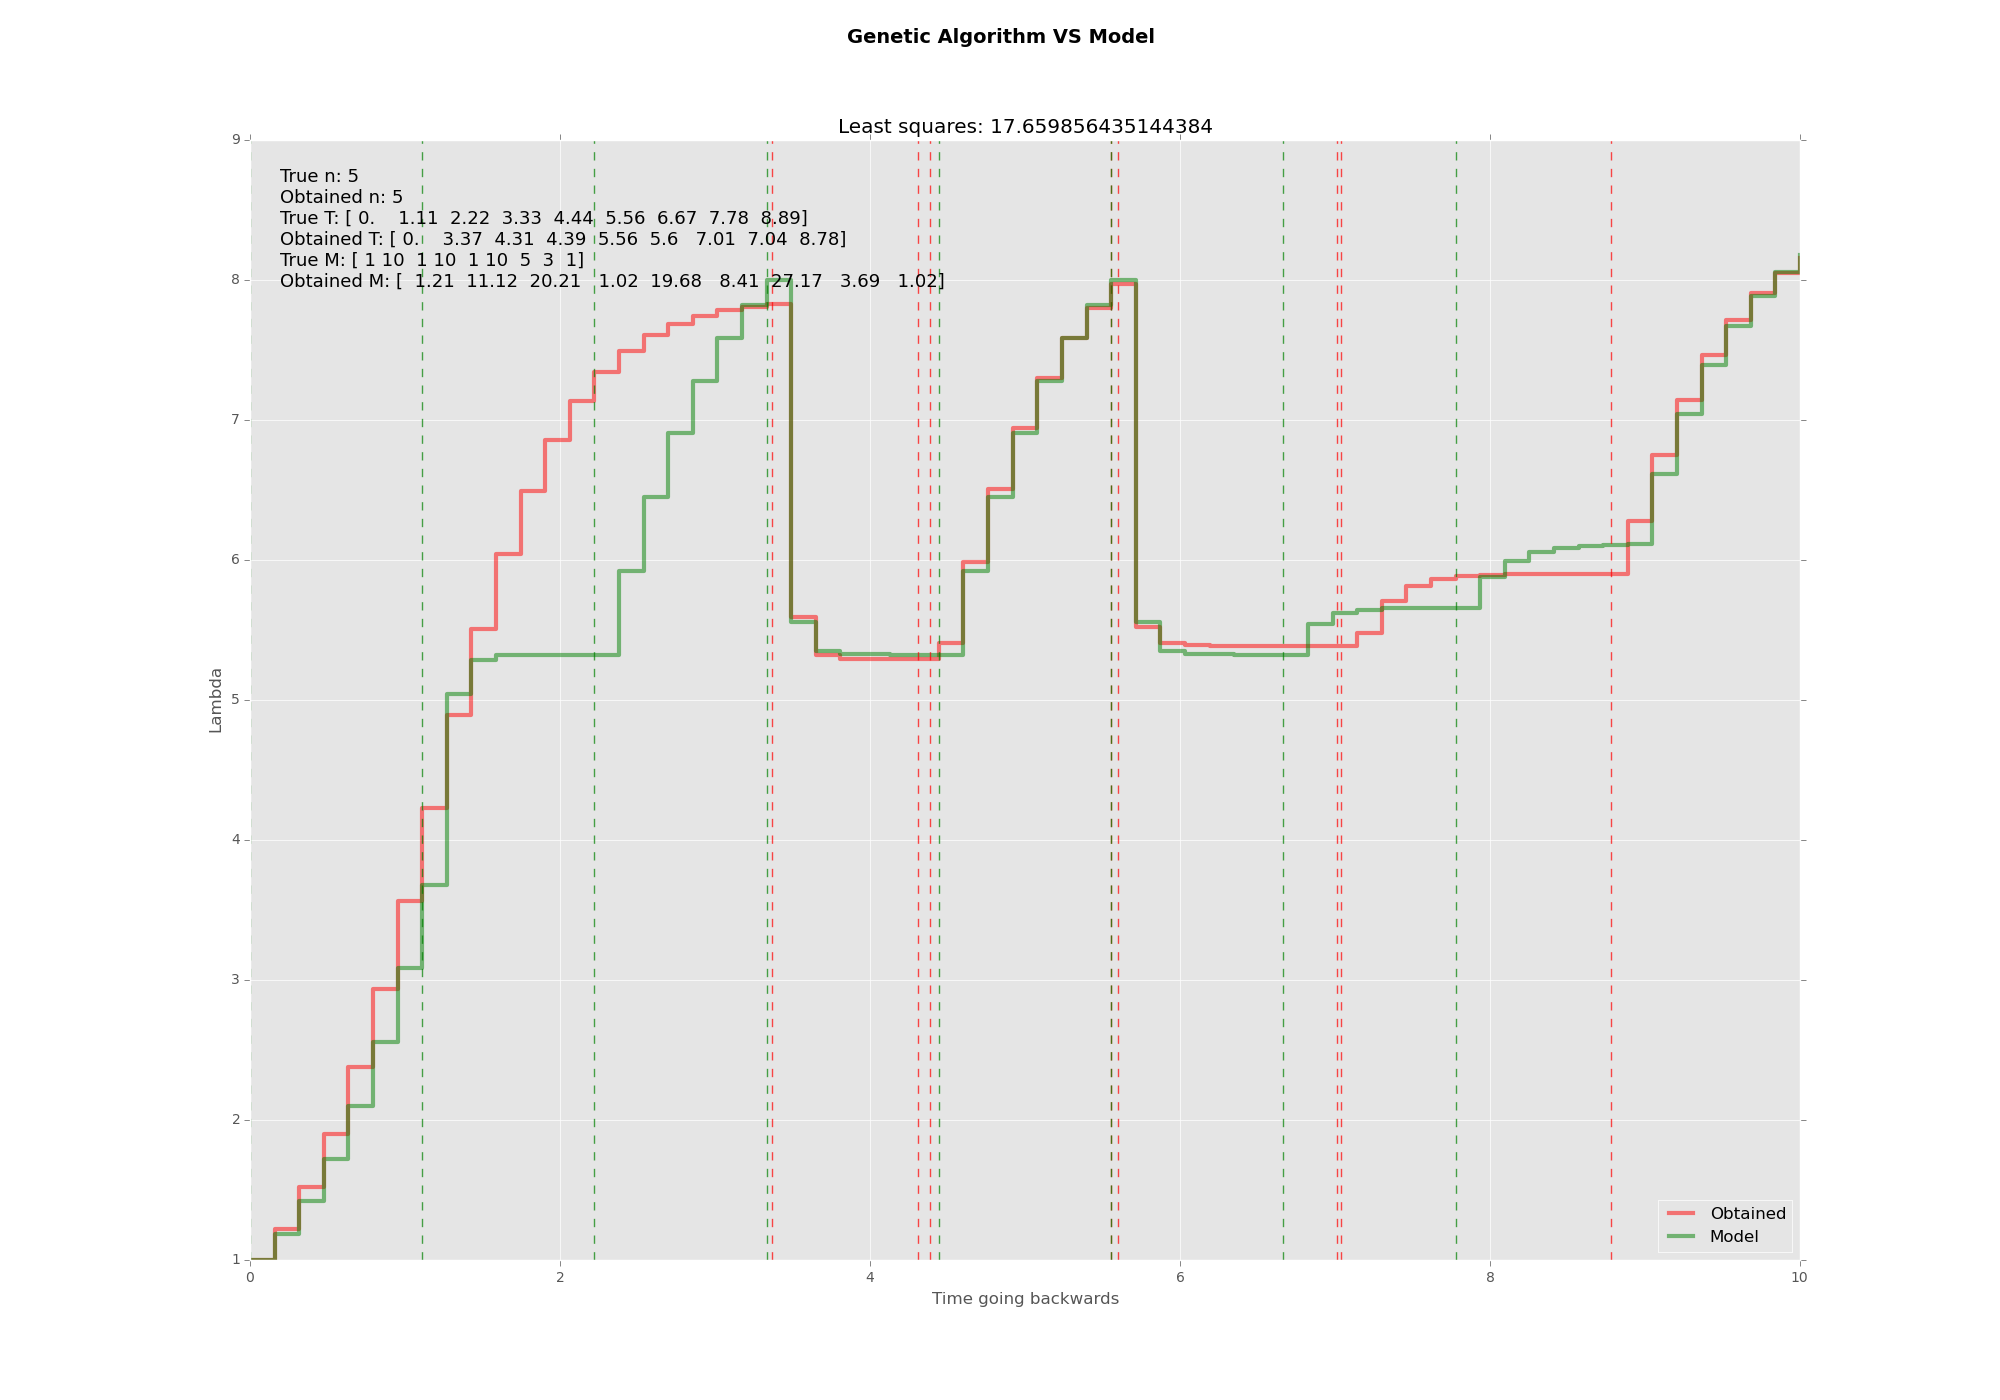 Genetic Algorithm VS Model
Least squares: 17.659856435144384
9
8
7
6
5
4
3
2
1
True n: 5
Obtained n: 5
True T: [ 0. 1.11 2.22 3.33 4.44 5.56 6.67 7.78 8.89]
Obtained T: [ 0. 3.37 4.31 4.39 5.56 5.6 7.01 7.04 8.78]
True M: [ 1 10 1 10 1 10 5 3 1]
Obtained M: [ 1.21 11.12 20.21 1.02 19.68 8.41 27.17 3.69 1.02]
Lambda
Obtained
Model
0 2 4 6 8 10
Time going backwards